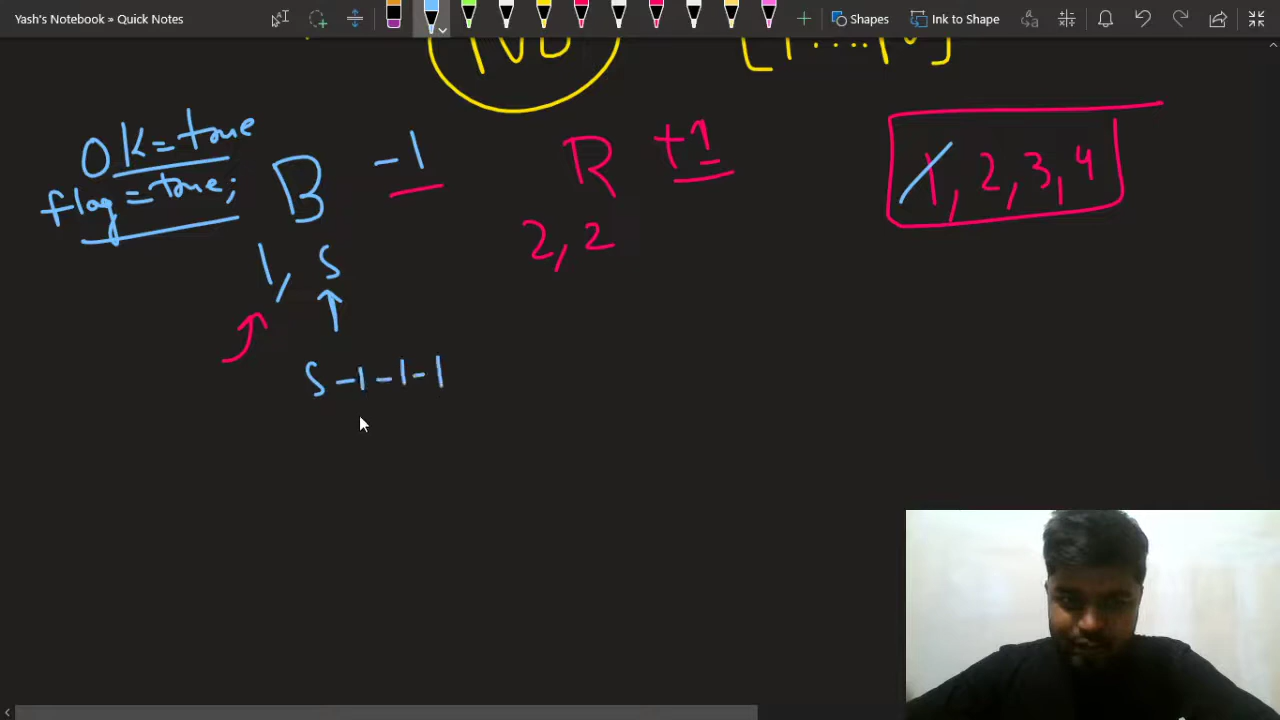 Yash's Notebook » Quick Notes
Shapes
Ink to Shape
OK=true
flag=true;
B -1
R +1
1, 2, 3, 4
1, 5
2, 2
5-1-1-1